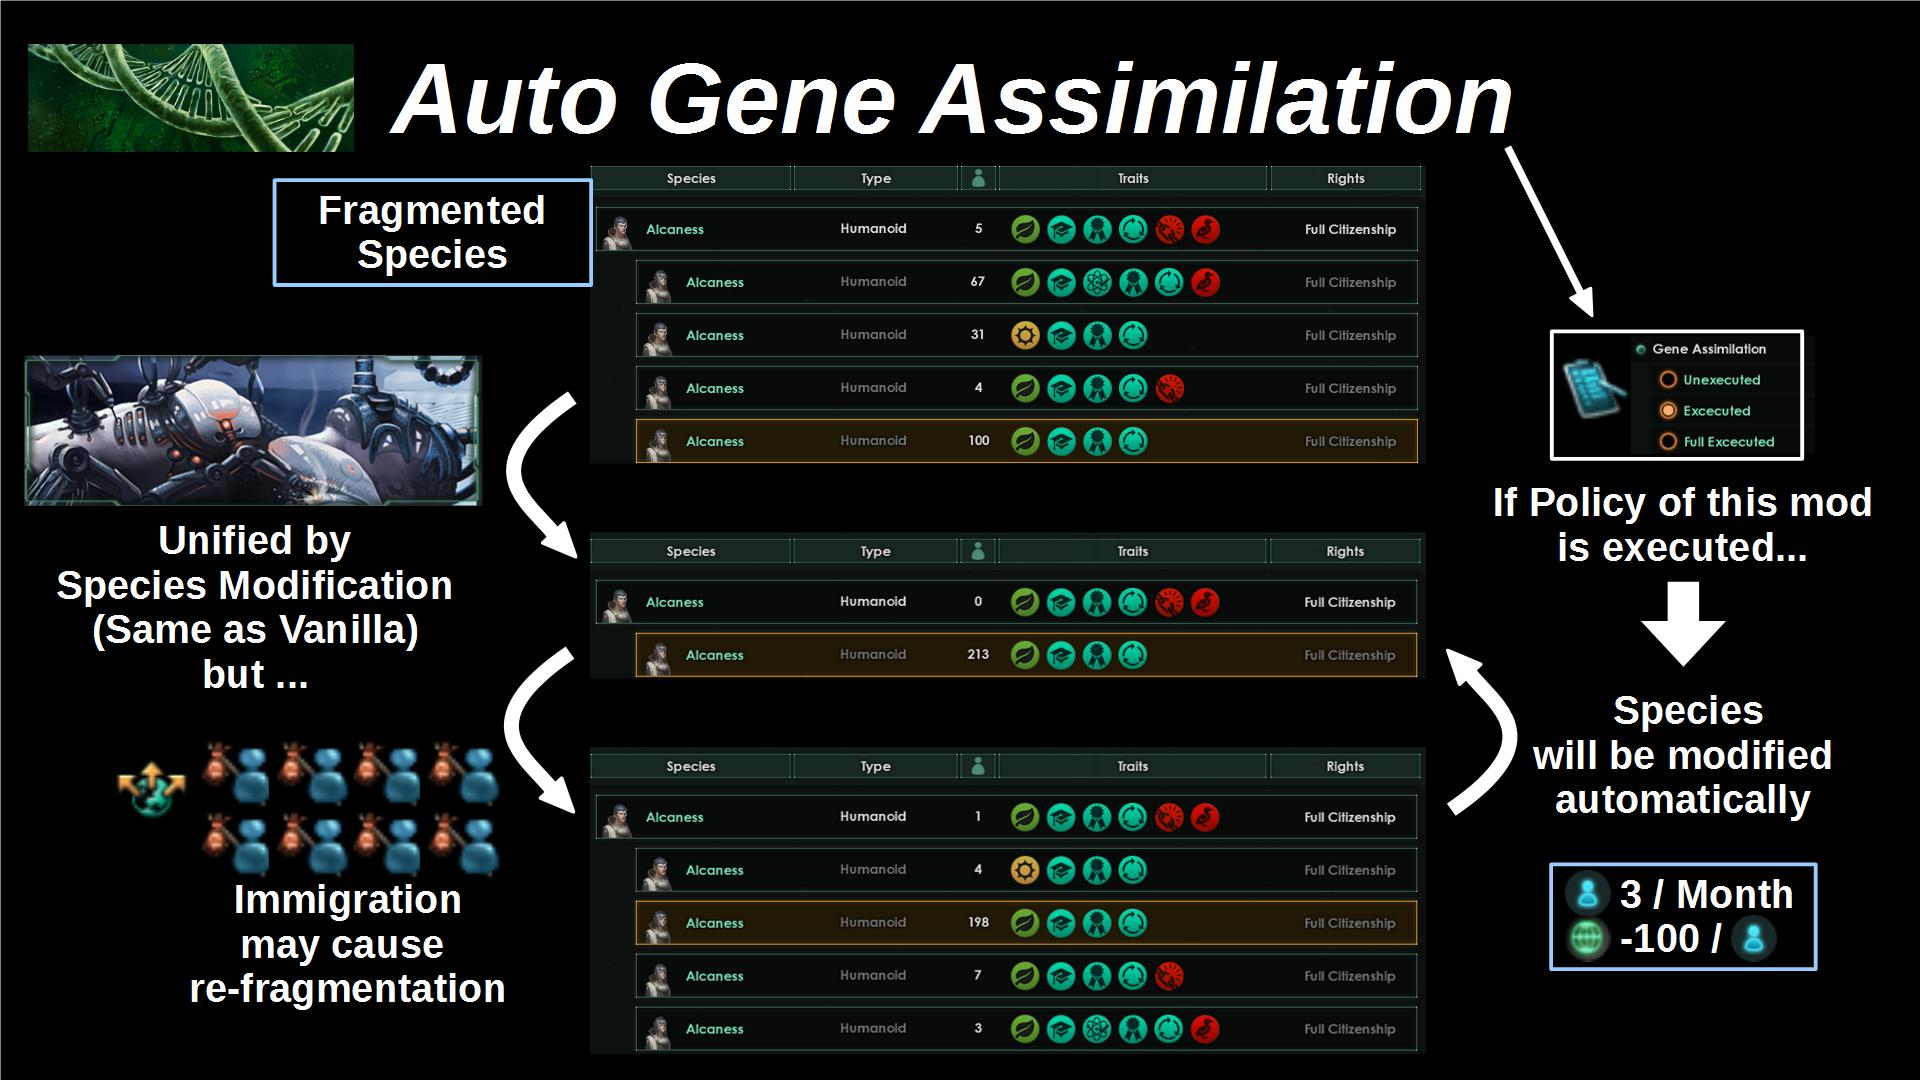 Auto Gene Assimilation
Fragmented
Species
Species Type Traits Rights
Alcaness Humanoid 5 Full Citizenship
Alcaness Humanoid 67 Full Citizenship
Alcaness Humanoid 31 Full Citizenship
Alcaness Humanoid 4 Full Citizenship
Alcaness Humanoid 100 Full Citizenship
Unified by
Species Modification
(Same as Vanilla)
but ...
Species Type Traits Rights
Alcaness Humanoid 0 Full Citizenship
Alcaness Humanoid 213 Full Citizenship
Immigration
may cause
re-fragmentation
Species Type Traits Rights
Alcaness Humanoid 1 Full Citizenship
Alcaness Humanoid 4 Full Citizenship
Alcaness Humanoid 198 Full Citizenship
Alcaness Humanoid 7 Full Citizenship
Alcaness Humanoid 3 Full Citizenship
Gene Assimilation
Unexecuted
Excecuted
Full Excecuted
If Policy of this mod
is executed...
Species
will be modified
automatically
3 / Month
-100 /